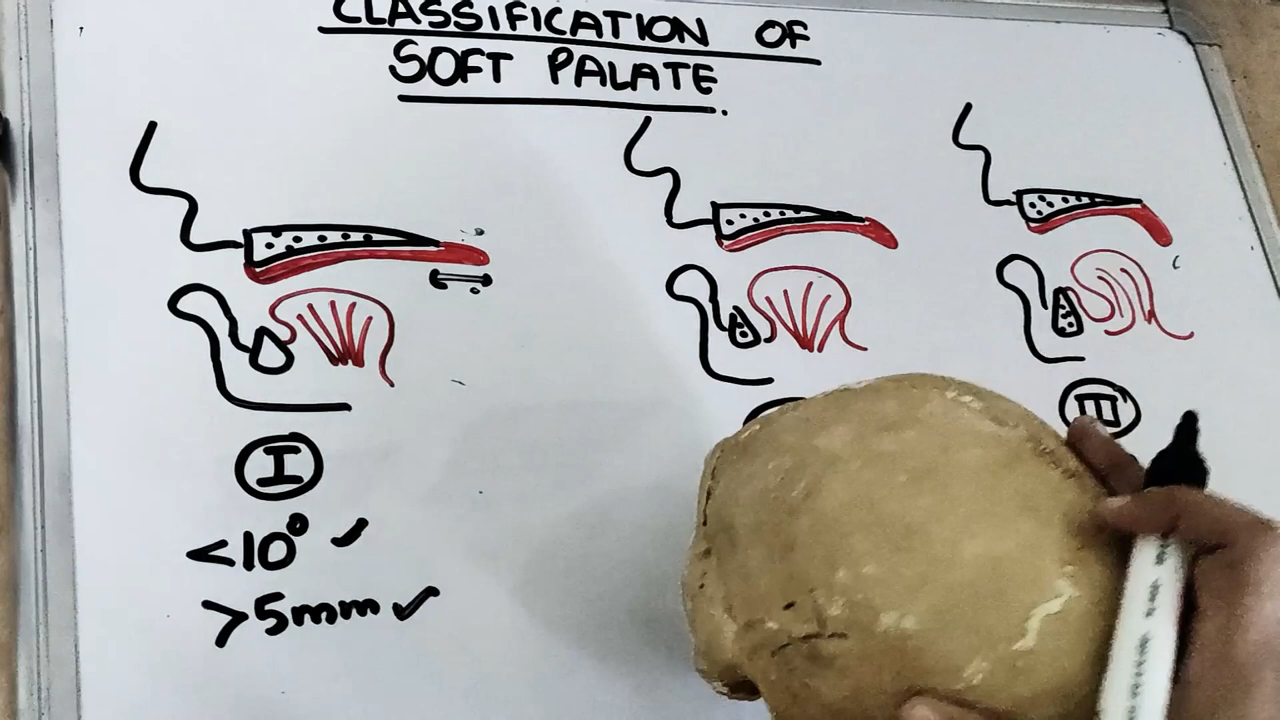 CLASSIFICATION OF
SOFT PALATE.
I
III
<10° ✓
>5mm ✓